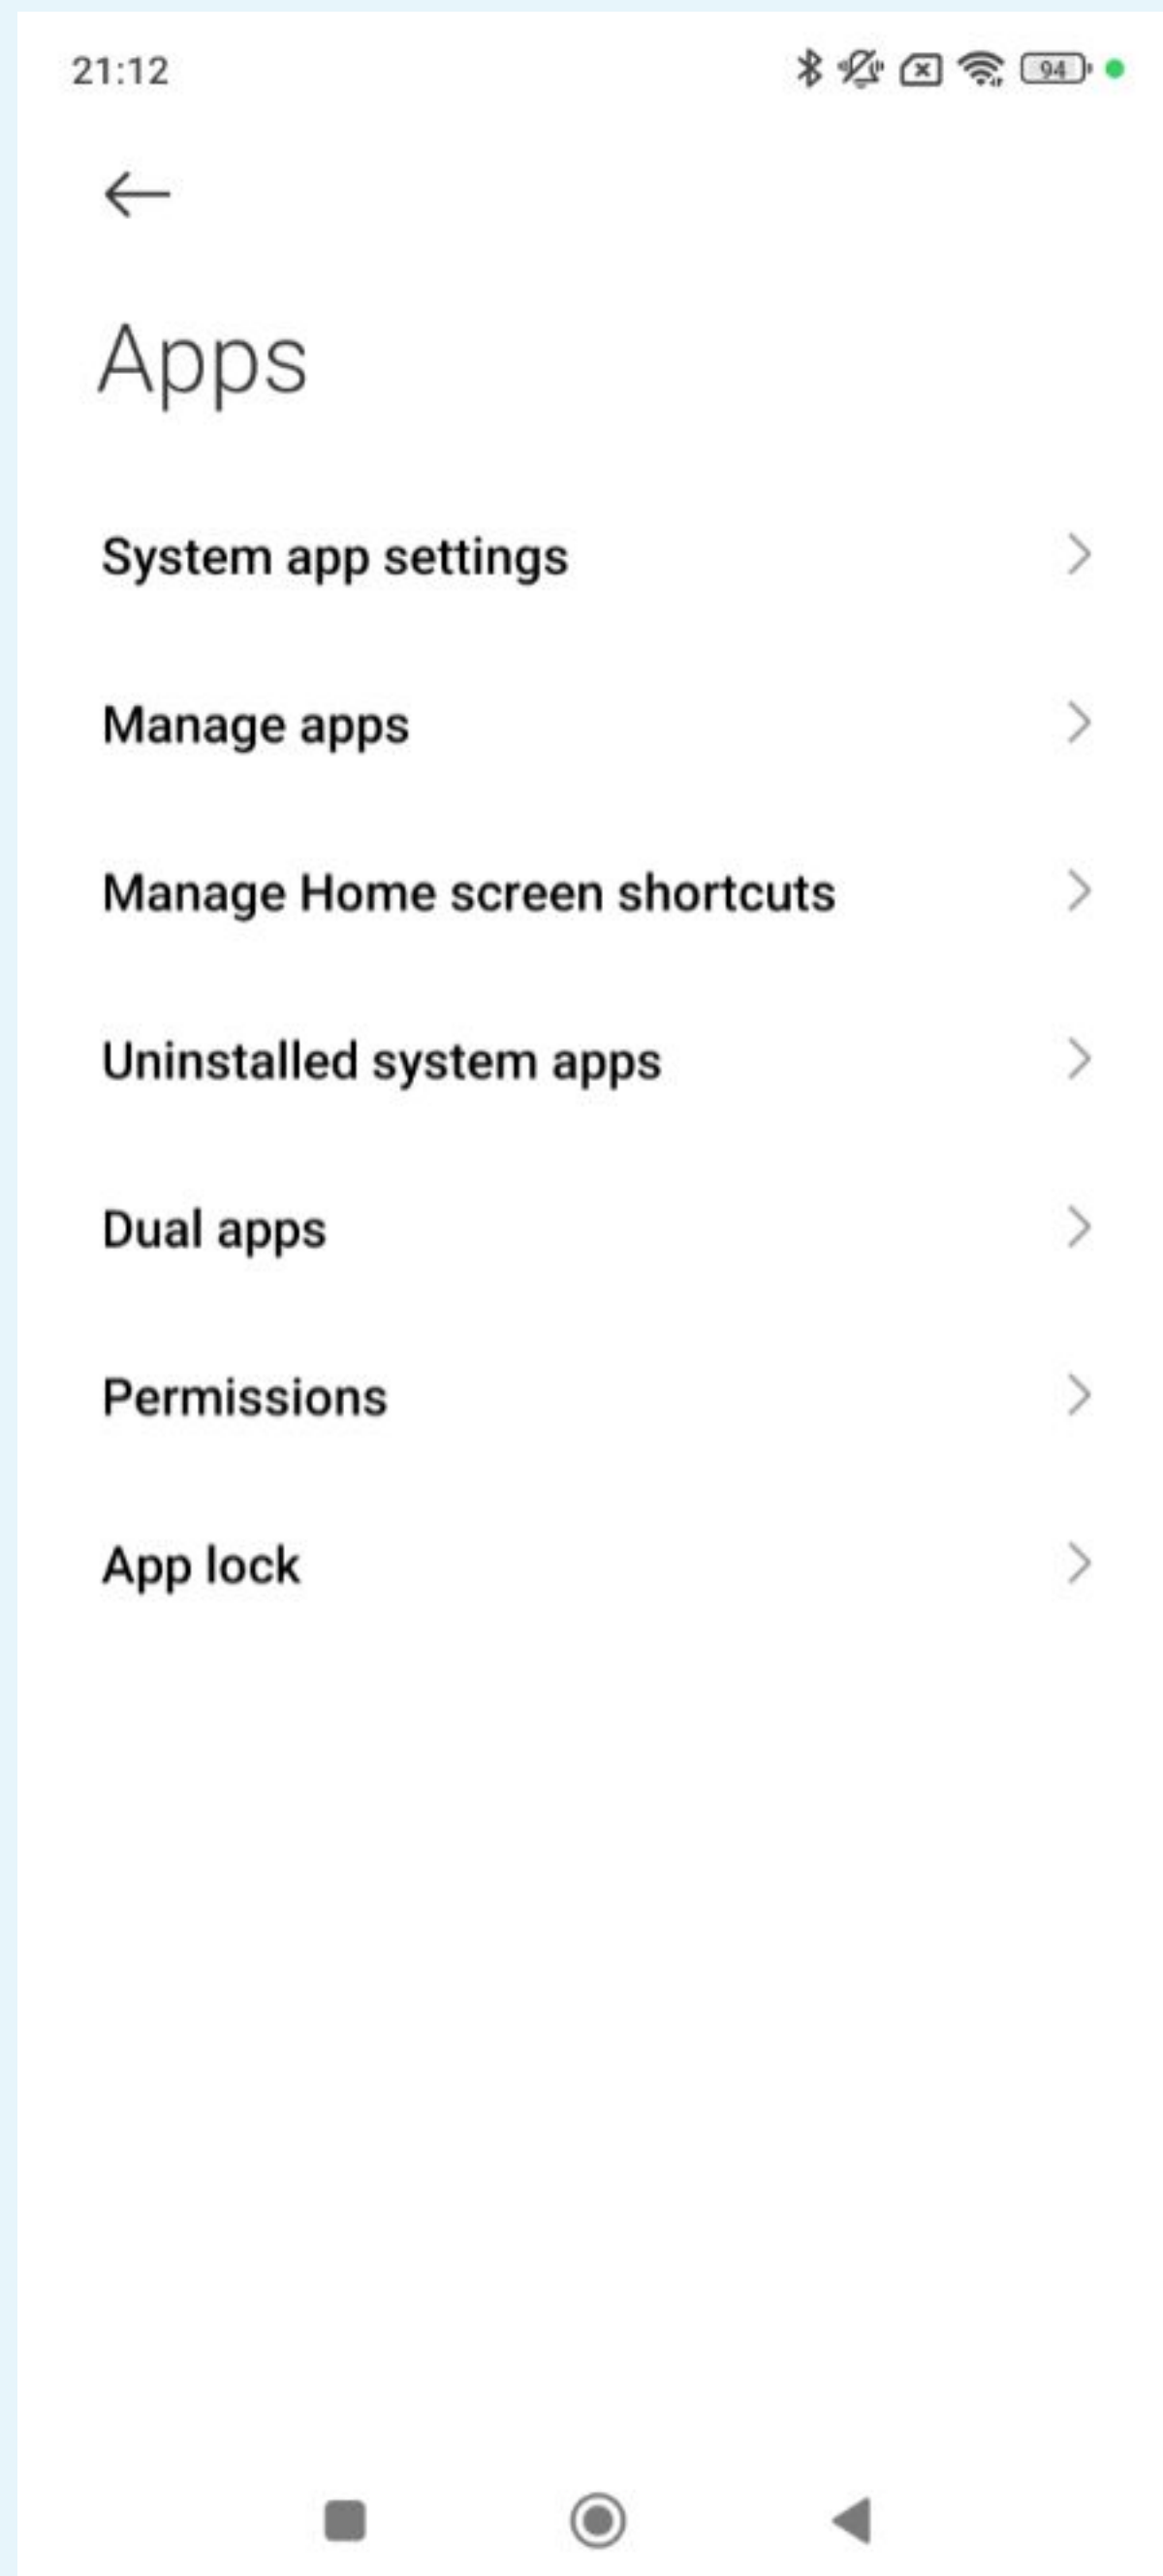 21:12
94
Apps
System app settings
Manage apps
Manage Home screen shortcuts
Uninstalled system apps
Dual apps
Permissions
App lock